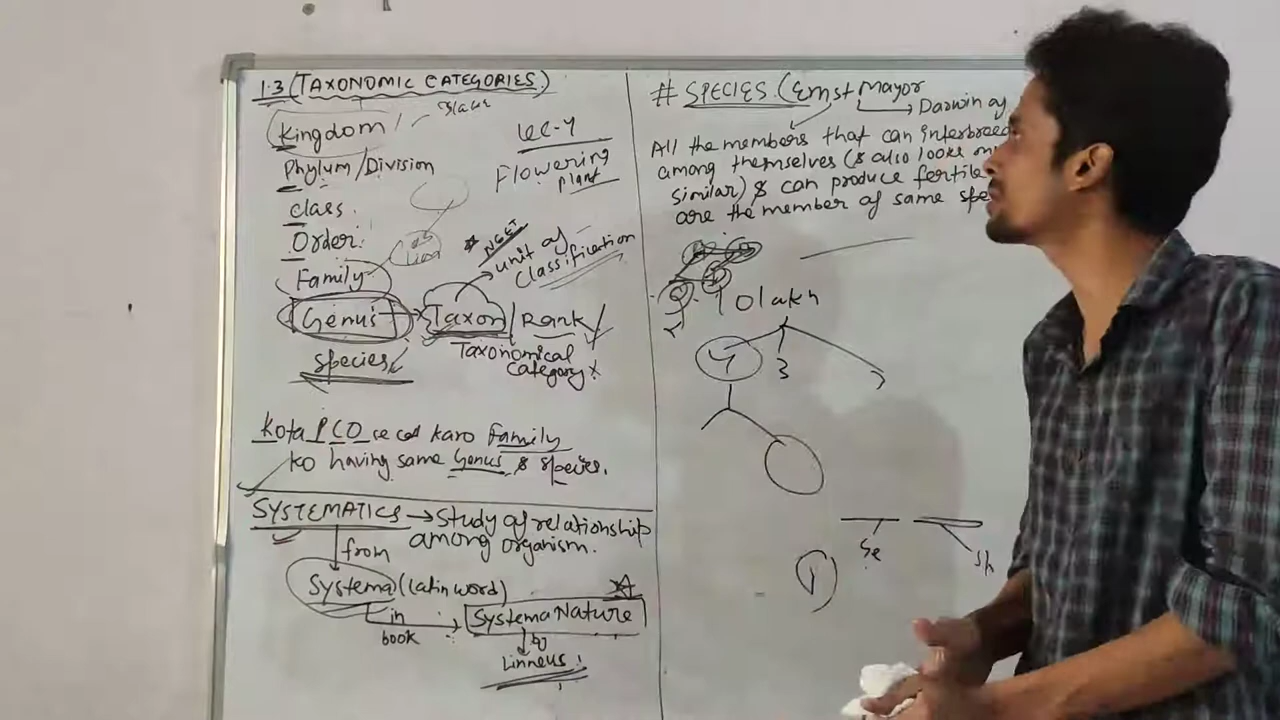 1.3 (TAXONOMIC CATEGORIES)
Kingdom
Phylum/Division
Class
Order
Family
Genus → Taxon / Rank
Species
Taxonomical
Category x
Lec-4
Flowering
plant
NEET
unit of
Classification
Kota PCO se call karo Family
ko having same Genus & Species.
SYSTEMATICS → Study of relationship
among organism.
from
Systema (Latin word)
in
book
Systema Nature
by
Linneus
# SPECIES (Ernst Mayor
Darwin of
All the members that can interbreed
among themselves (& also looks
similar) & can produce fertile
are the member of same spe
10 lakh
4
3
Se
Sh
1